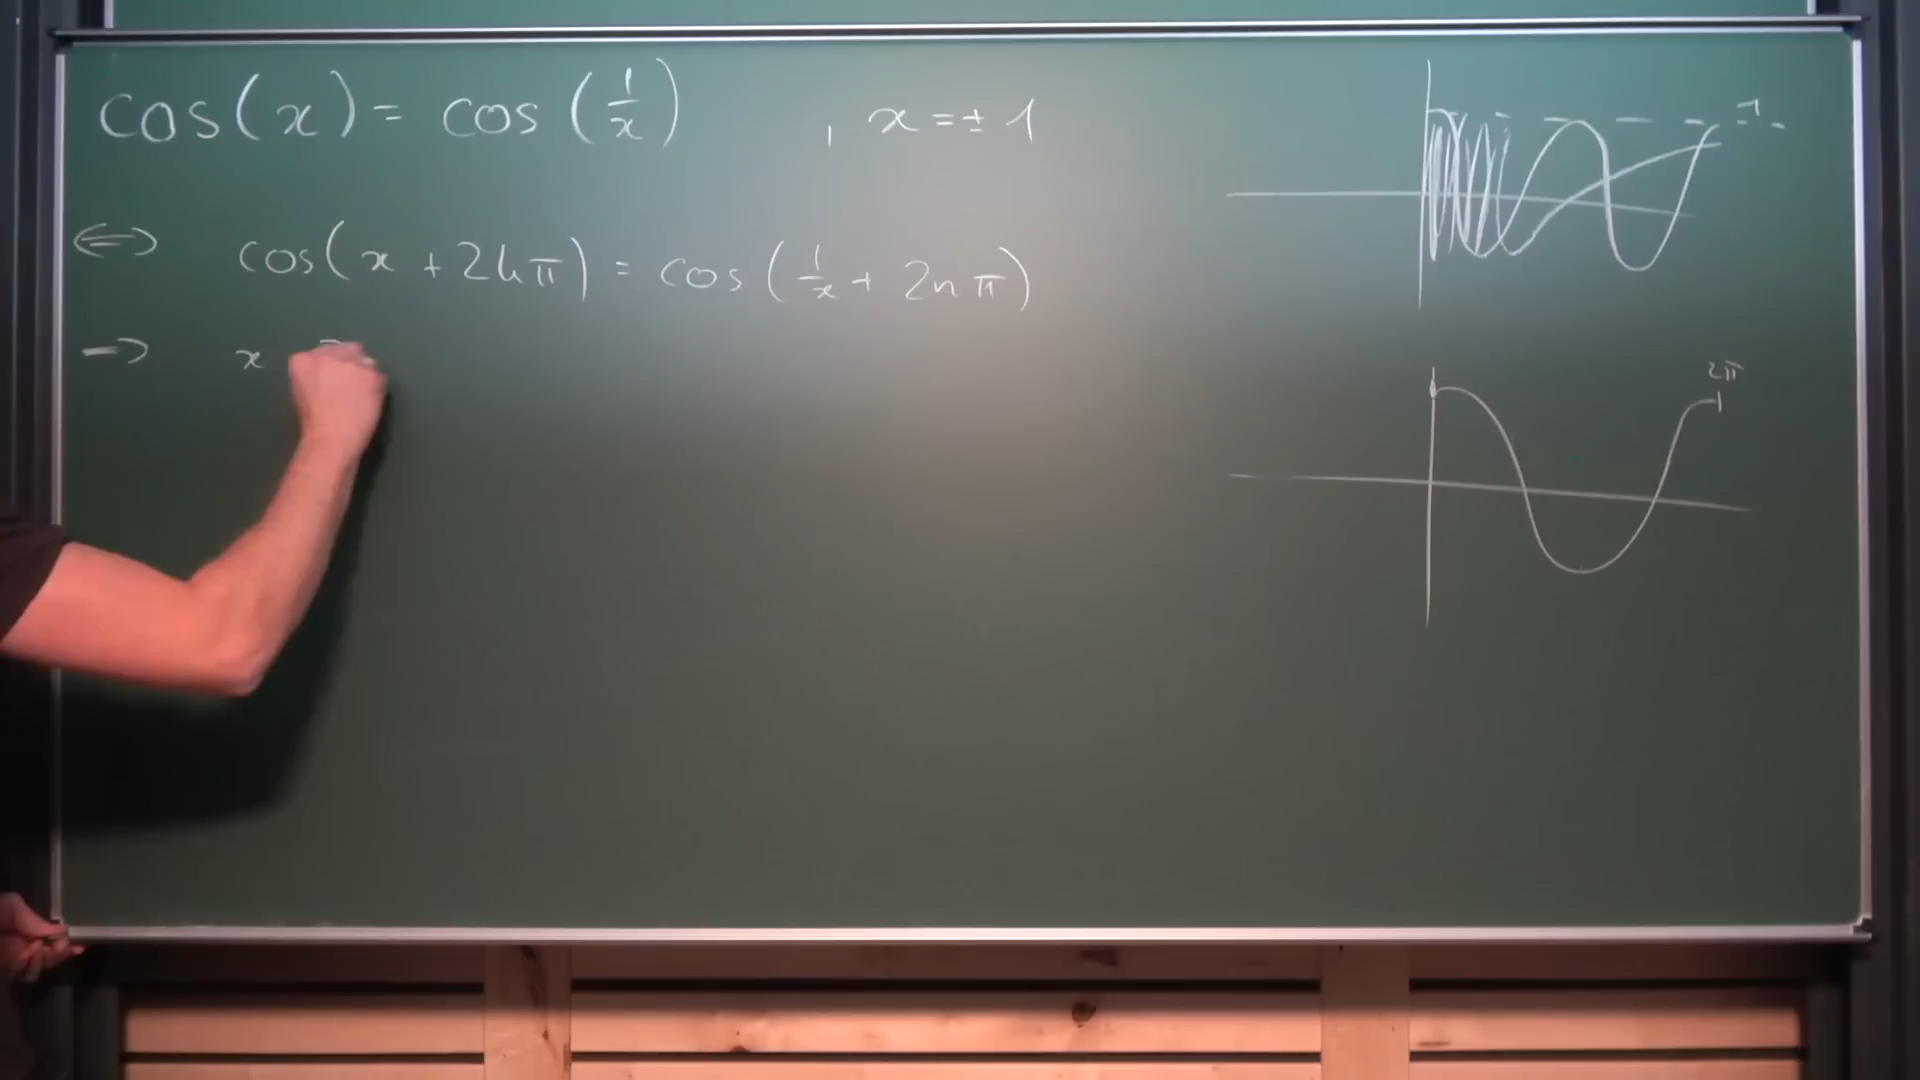 cos(x) = cos(1/x) , x = ± 1
⇔ cos(x + 2kπ) = cos(1/x + 2nπ)
→ x
2π